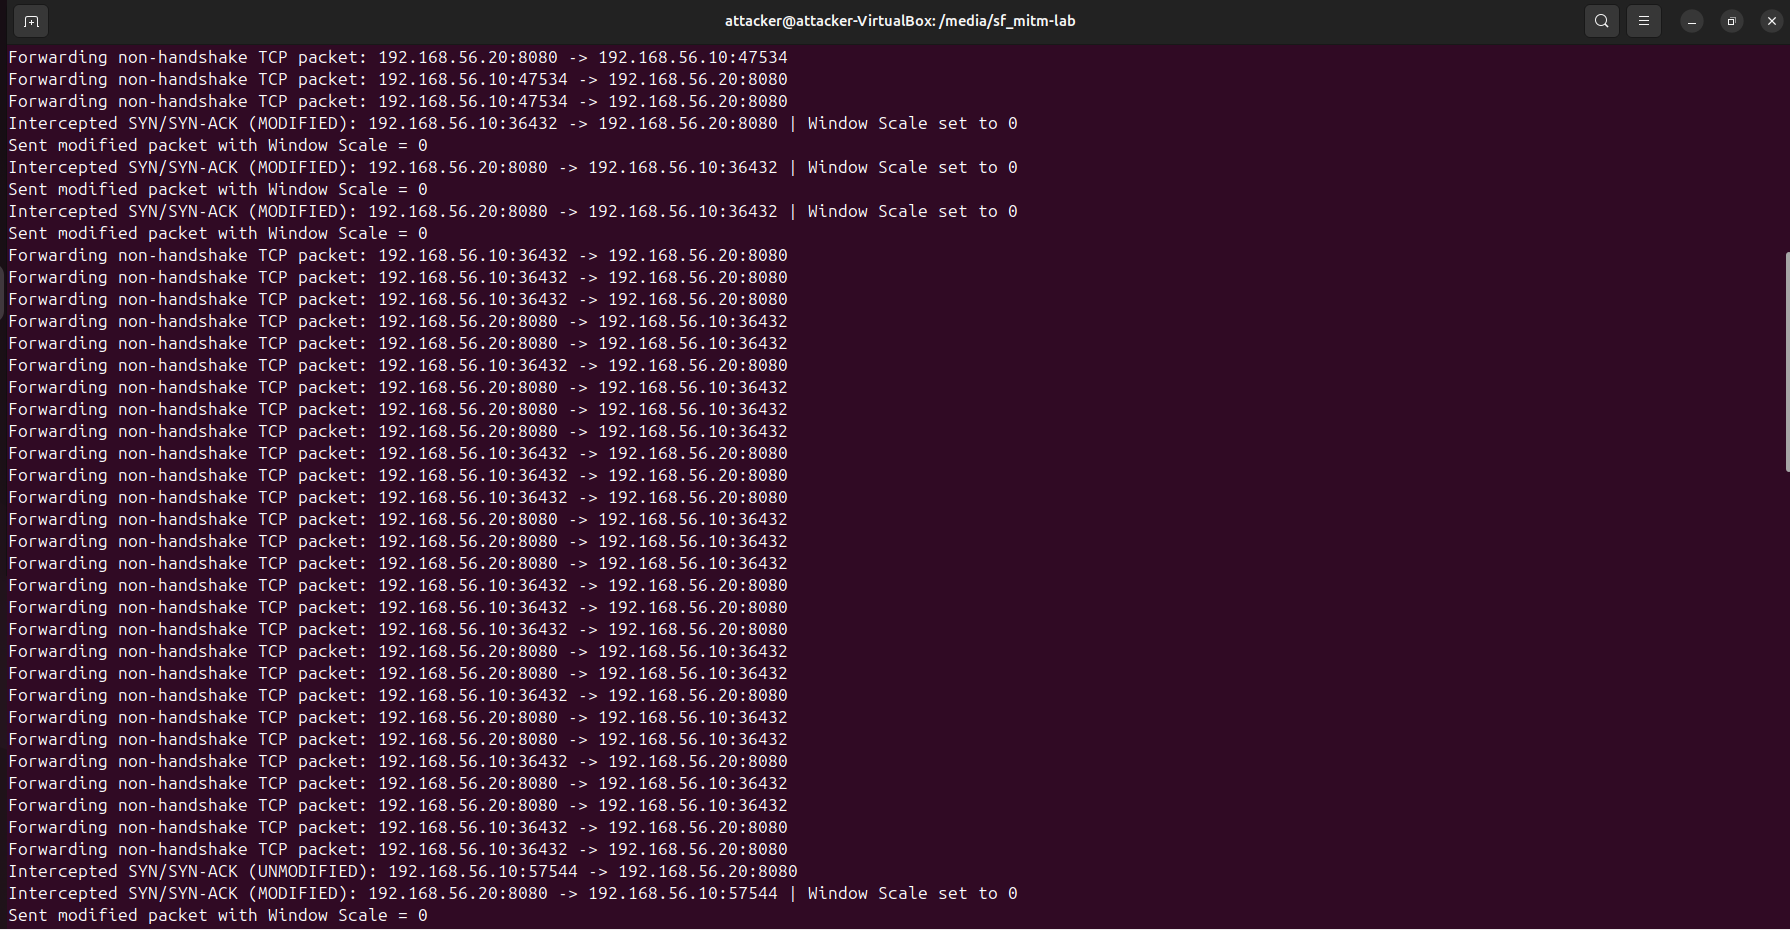 attacker@attacker-VirtualBox: /media/sf_mitm-lab
Forwarding non-handshake TCP packet: 192.168.56.20:8080 -> 192.168.56.10:47534
Forwarding non-handshake TCP packet: 192.168.56.10:47534 -> 192.168.56.20:8080
Forwarding non-handshake TCP packet: 192.168.56.10:47534 -> 192.168.56.20:8080
Intercepted SYN/SYN-ACK (MODIFIED): 192.168.56.10:36432 -> 192.168.56.20:8080 | Window Scale set to 0
Sent modified packet with Window Scale = 0
Intercepted SYN/SYN-ACK (MODIFIED): 192.168.56.20:8080 -> 192.168.56.10:36432 | Window Scale set to 0
Sent modified packet with Window Scale = 0
Intercepted SYN/SYN-ACK (MODIFIED): 192.168.56.20:8080 -> 192.168.56.10:36432 | Window Scale set to 0
Sent modified packet with Window Scale = 0
Forwarding non-handshake TCP packet: 192.168.56.10:36432 -> 192.168.56.20:8080
Forwarding non-handshake TCP packet: 192.168.56.10:36432 -> 192.168.56.20:8080
Forwarding non-handshake TCP packet: 192.168.56.10:36432 -> 192.168.56.20:8080
Forwarding non-handshake TCP packet: 192.168.56.20:8080 -> 192.168.56.10:36432
Forwarding non-handshake TCP packet: 192.168.56.20:8080 -> 192.168.56.10:36432
Forwarding non-handshake TCP packet: 192.168.56.10:36432 -> 192.168.56.20:8080
Forwarding non-handshake TCP packet: 192.168.56.20:8080 -> 192.168.56.10:36432
Forwarding non-handshake TCP packet: 192.168.56.20:8080 -> 192.168.56.10:36432
Forwarding non-handshake TCP packet: 192.168.56.20:8080 -> 192.168.56.10:36432
Forwarding non-handshake TCP packet: 192.168.56.10:36432 -> 192.168.56.20:8080
Forwarding non-handshake TCP packet: 192.168.56.10:36432 -> 192.168.56.20:8080
Forwarding non-handshake TCP packet: 192.168.56.10:36432 -> 192.168.56.20:8080
Forwarding non-handshake TCP packet: 192.168.56.20:8080 -> 192.168.56.10:36432
Forwarding non-handshake TCP packet: 192.168.56.20:8080 -> 192.168.56.10:36432
Forwarding non-handshake TCP packet: 192.168.56.20:8080 -> 192.168.56.10:36432
Forwarding non-handshake TCP packet: 192.168.56.10:36432 -> 192.168.56.20:8080
Forwarding non-handshake TCP packet: 192.168.56.10:36432 -> 192.168.56.20:8080
Forwarding non-handshake TCP packet: 192.168.56.10:36432 -> 192.168.56.20:8080
Forwarding non-handshake TCP packet: 192.168.56.20:8080 -> 192.168.56.10:36432
Forwarding non-handshake TCP packet: 192.168.56.20:8080 -> 192.168.56.10:36432
Forwarding non-handshake TCP packet: 192.168.56.10:36432 -> 192.168.56.20:8080
Forwarding non-handshake TCP packet: 192.168.56.20:8080 -> 192.168.56.10:36432
Forwarding non-handshake TCP packet: 192.168.56.20:8080 -> 192.168.56.10:36432
Forwarding non-handshake TCP packet: 192.168.56.10:36432 -> 192.168.56.20:8080
Forwarding non-handshake TCP packet: 192.168.56.20:8080 -> 192.168.56.10:36432
Forwarding non-handshake TCP packet: 192.168.56.20:8080 -> 192.168.56.10:36432
Forwarding non-handshake TCP packet: 192.168.56.10:36432 -> 192.168.56.20:8080
Forwarding non-handshake TCP packet: 192.168.56.10:36432 -> 192.168.56.20:8080
Intercepted SYN/SYN-ACK (UNMODIFIED): 192.168.56.10:57544 -> 192.168.56.20:8080
Intercepted SYN/SYN-ACK (MODIFIED): 192.168.56.20:8080 -> 192.168.56.10:57544 | Window Scale set to 0
Sent modified packet with Window Scale = 0